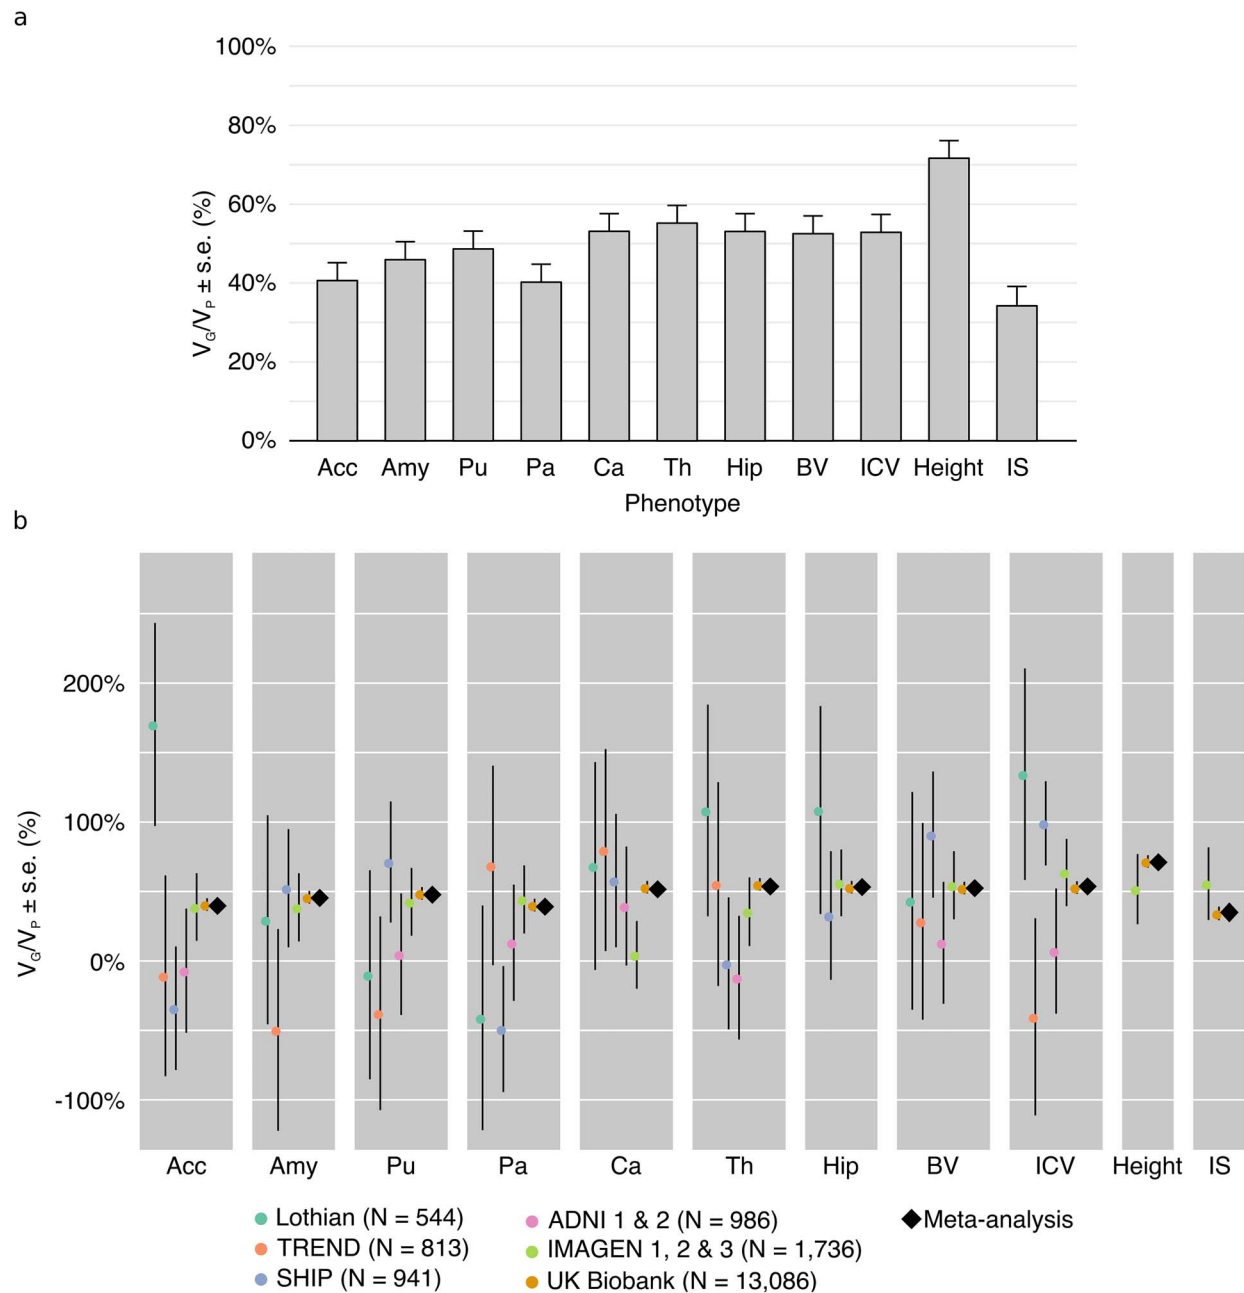 a
100%
80%
60%
40%
20%
0%
V_G/V_P ± s.e. (%)
Acc Amy Pu Pa Ca Th Hip BV ICV Height IS
Phenotype
b
200%
100%
0%
-100%
V_G/V_P ± s.e. (%)
Acc Amy Pu Pa Ca Th Hip BV ICV Height IS
Lothian (N = 544)
TREND (N = 813)
SHIP (N = 941)
ADNI 1 & 2 (N = 986)
IMAGEN 1, 2 & 3 (N = 1,736)
UK Biobank (N = 13,086)
Meta-analysis